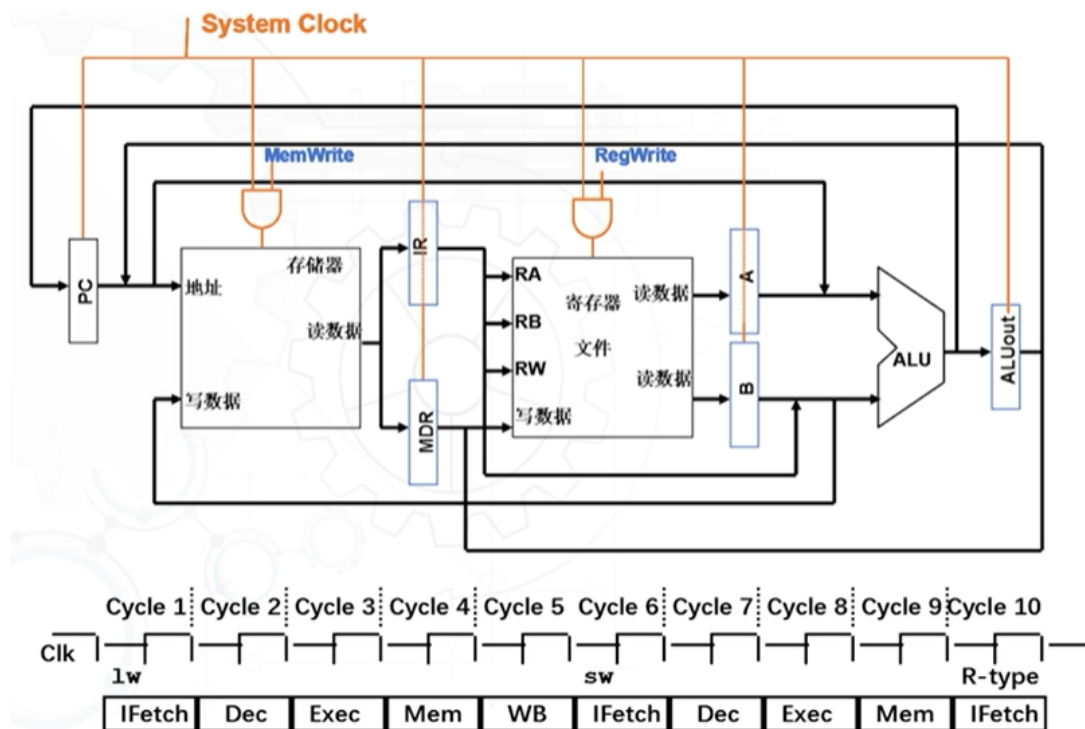 System Clock
MemWrite
RegWrite
PC
存储器
地址
读数据
写数据
IR
MDR
RA
RB
RW
写数据
寄存器
文件
读数据
读数据
A
B
ALU
ALUout
Cycle 1 Cycle 2 Cycle 3 Cycle 4 Cycle 5 Cycle 6 Cycle 7 Cycle 8 Cycle 9 Cycle 10
Clk
lw sw R-type
IFetch Dec Exec Mem WB IFetch Dec Exec Mem IFetch